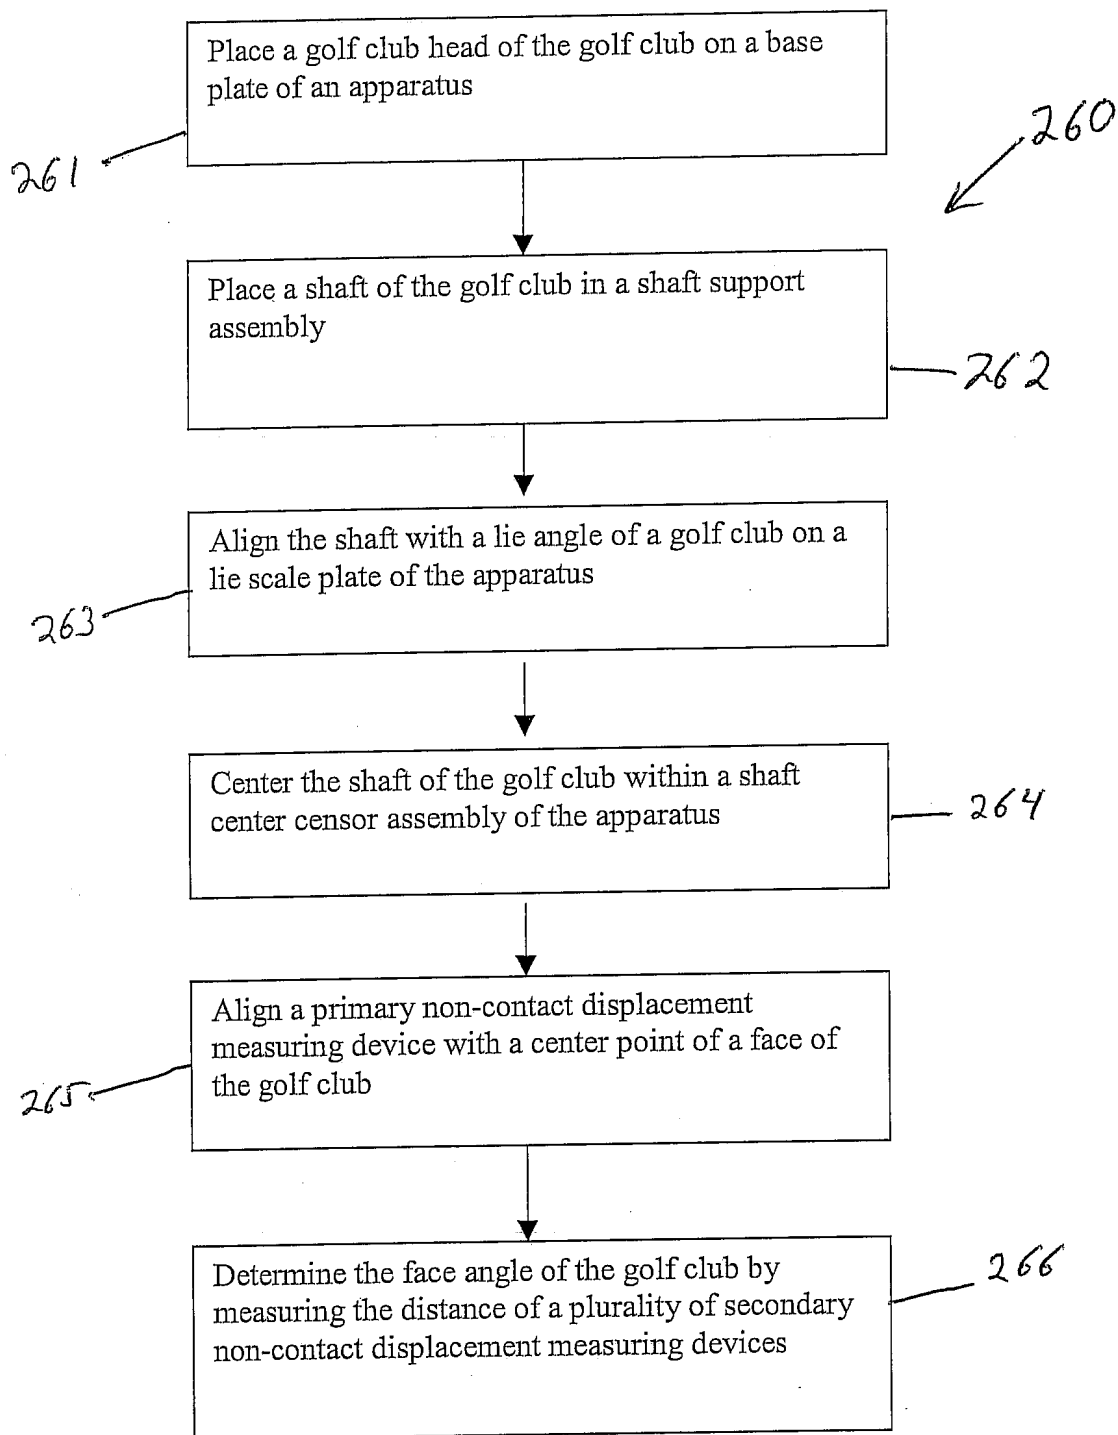 Place a golf club head of the golf club on a base
plate of an apparatus
261
260
Place a shaft of the golf club in a shaft support
assembly
262
Align the shaft with a lie angle of a golf club on a
lie scale plate of the apparatus
263
Center the shaft of the golf club within a shaft
center censor assembly of the apparatus
264
Align a primary non-contact displacement
measuring device with a center point of a face of
the golf club
265
Determine the face angle of the golf club by
measuring the distance of a plurality of secondary
non-contact displacement measuring devices
266